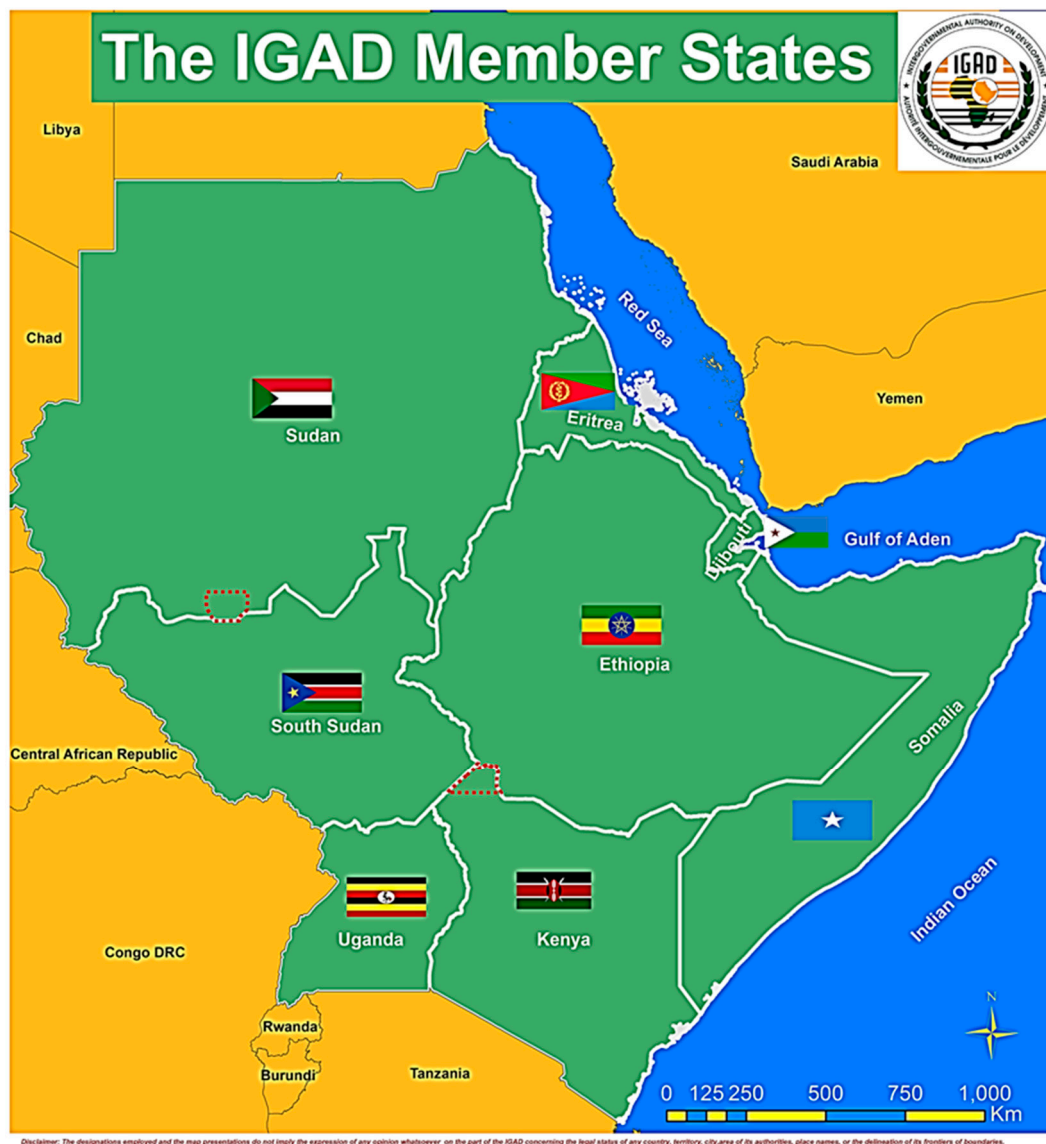 The IGAD Member States
INTERGOVERNMENTAL AUTHORITY ON DEVELOPMENT
IGAD
AUTORITÉ INTERGOUVERNEMENTALE POUR LE DÉVELOPPEMENT
Libya
Saudi Arabia
Red Sea
Chad
Yemen
Sudan
Eritrea
Djibouti
Gulf of Aden
Ethiopia
Somalia
South Sudan
Central African Republic
Indian Ocean
Uganda
Kenya
Congo DRC
N
Rwanda
Burundi
Tanzania
0 125 250 500 750 1,000
Km
Disclaimer: The designations employed and the map presentations do not imply the expression of any opinion whatsoever on the part of the IGAD concerning the legal status of any country, territory, city,area of its authorities, place names, or the delineation of its frontiers of boundaries.